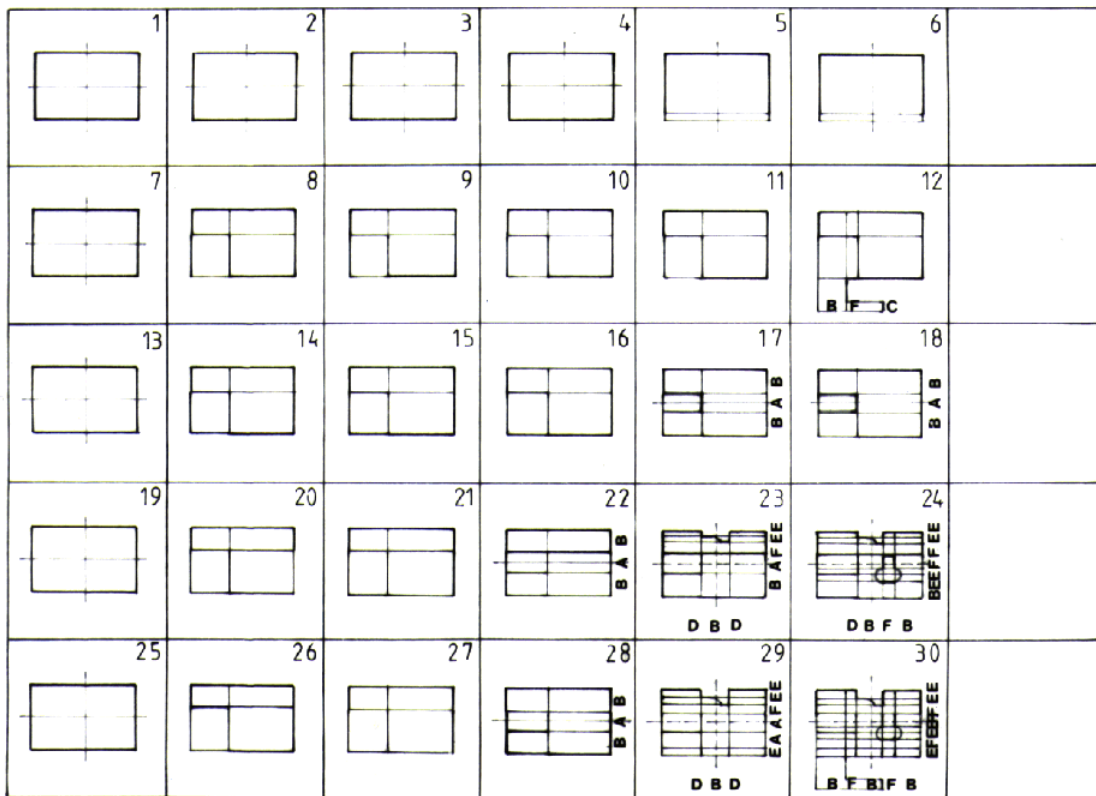 1 2 3 4 5 6
7 8 9 10 11 12
B F C
13 14 15 16 17 18
B A B
B A B
19 20 21 22 23 24
B A B
B A F E E
B E E F F E E
D B D
D B F B
25 26 27 28 29 30
B A B
E A A F E E
D B D
B F B F B